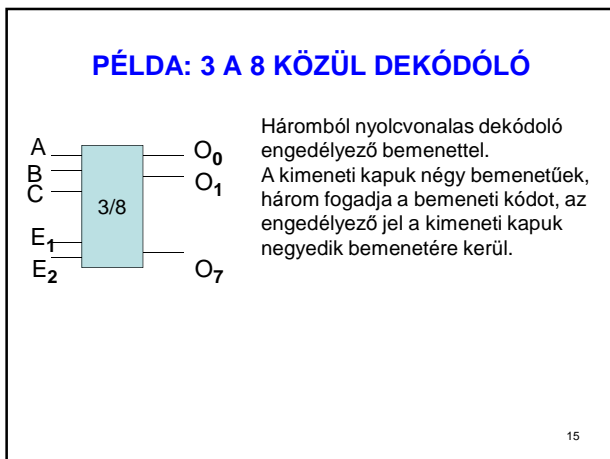 PÉLDA: 3 A 8 KÖZÜL DEKÓDÓLÓ
A
B
C
E1
E2
3/8
O0
O1
O7
Háromból nyolcvonalas dekódoló
engedélyező bemenettel.
A kimeneti kapuk négy bemenetűek,
három fogadja a bemeneti kódot, az
engedélyező jel a kimeneti kapuk
negyedik bemenetére kerül.
15